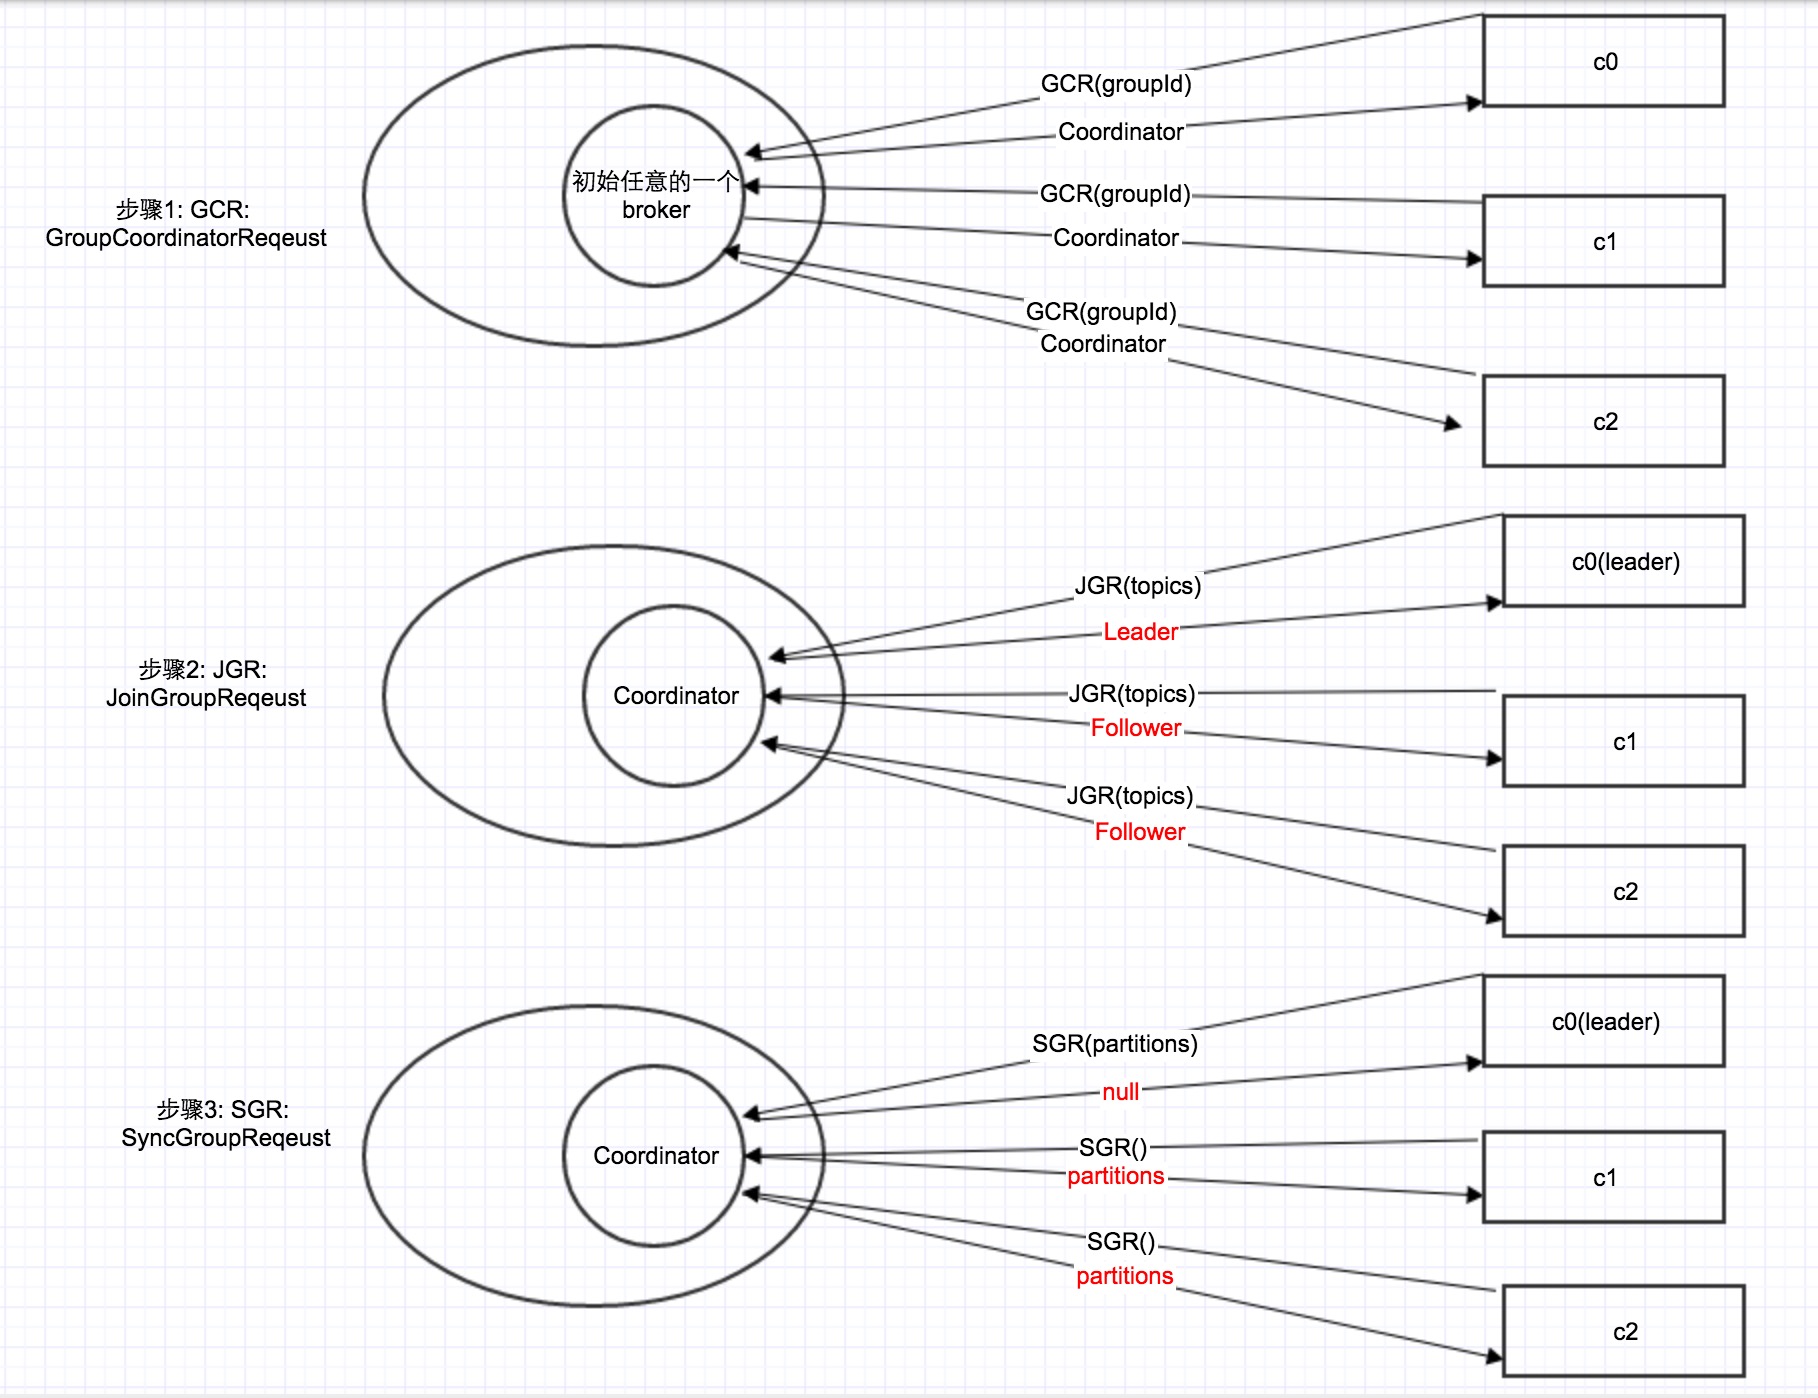 步骤1: GCR:
GroupCoordinatorReqeust
初始任意的一个
broker
GCR(groupId)
Coordinator
GCR(groupId)
Coordinator
GCR(groupId)
Coordinator
c0
c1
c2
步骤2: JGR:
JoinGroupReqeust
Coordinator
JGR(topics)
Leader
JGR(topics)
Follower
JGR(topics)
Follower
c0(leader)
c1
c2
步骤3: SGR:
SyncGroupReqeust
Coordinator
SGR(partitions)
null
SGR()
partitions
SGR()
partitions
c0(leader)
c1
c2